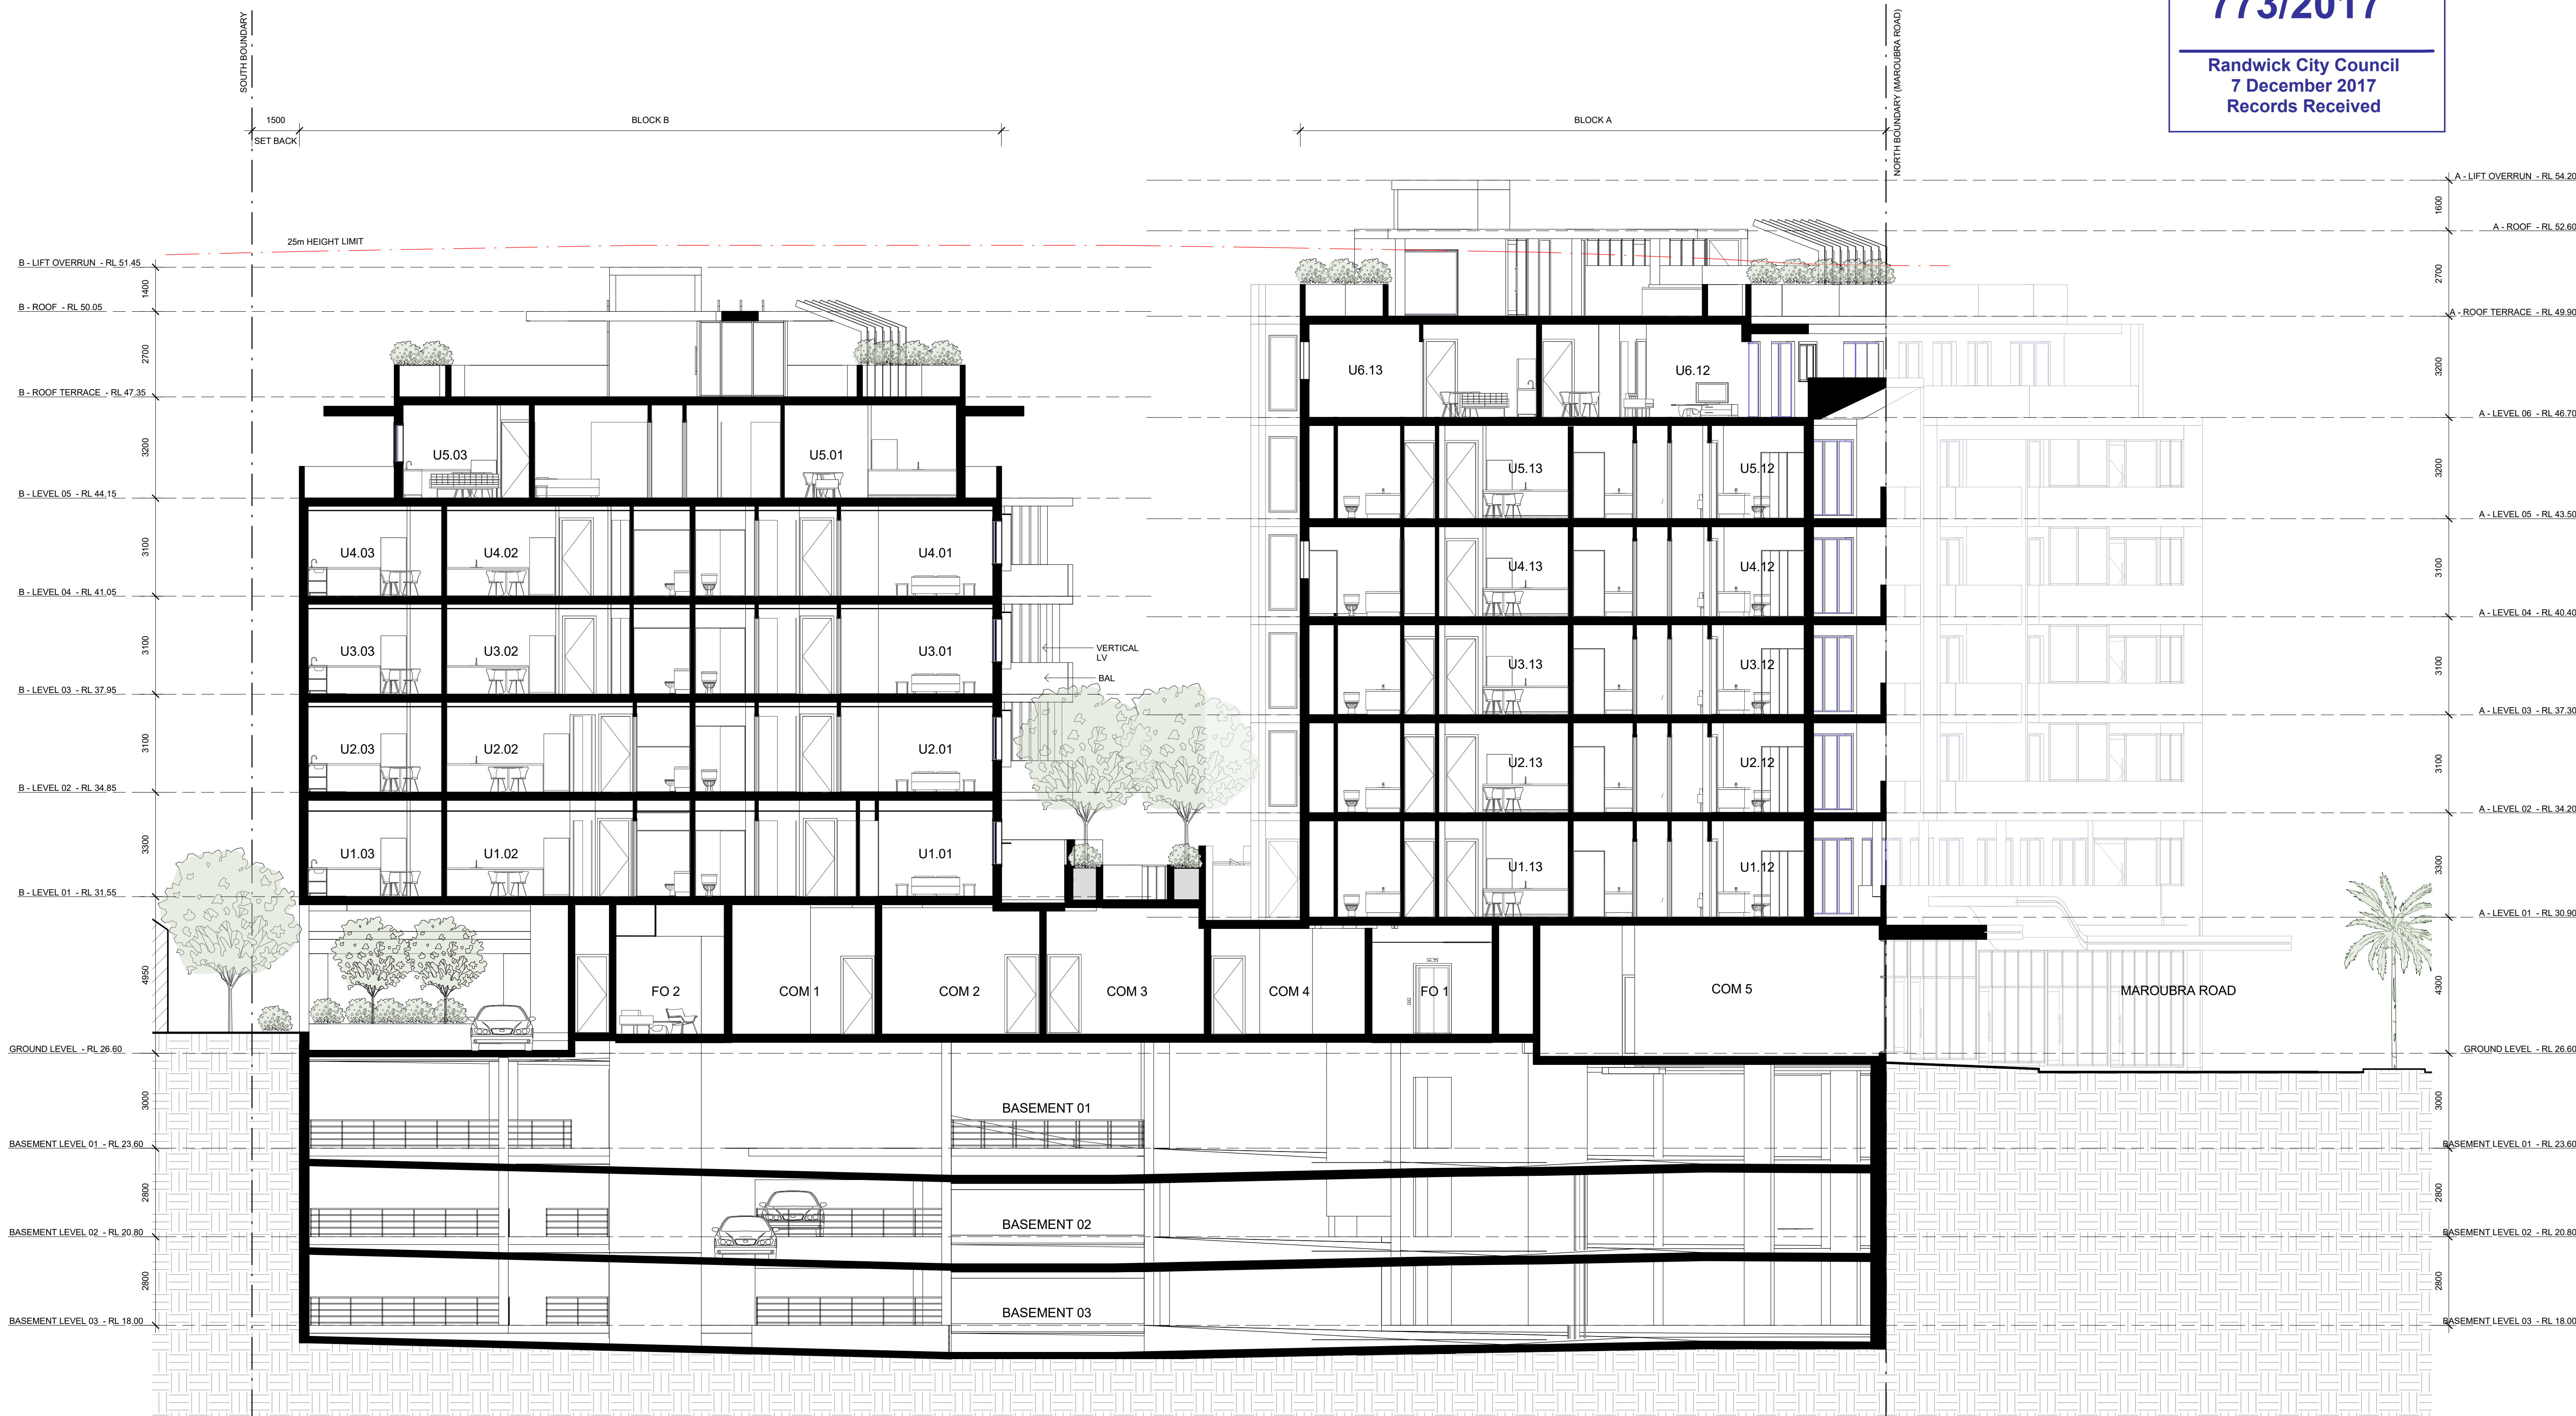 773/2017
Randwick City Council
7 December 2017
Records Received
SOUTH BOUNDARY
NORTH BOUNDARY (MAROUBRA ROAD)
1500
SET BACK
BLOCK B
BLOCK A
25m HEIGHT LIMIT
B - LIFT OVERRUN - RL 51.45
1400
B - ROOF - RL 50.05
2700
B - ROOF TERRACE - RL 47.35
3200
B - LEVEL 05 - RL 44.15
3100
B - LEVEL 04 - RL 41.05
3100
B - LEVEL 03 - RL 37.95
3100
B - LEVEL 02 - RL 34.85
3300
B - LEVEL 01 - RL 31.55
4950
GROUND LEVEL - RL 26.60
3000
BASEMENT LEVEL 01 - RL 23.60
2800
BASEMENT LEVEL 02 - RL 20.80
2800
BASEMENT LEVEL 03 - RL 18.00
U5.03 U5.01
U4.03 U4.02 U4.01
U3.03 U3.02 U3.01
U2.03 U2.02 U2.01
U1.03 U1.02 U1.01
VERTICAL
LV
BAL
U6.13 U6.12
U5.13 U5.12
U4.13 U4.12
U3.13 U3.12
U2.13 U2.12
U1.13 U1.12
FO 2 COM 1 COM 2 COM 3 COM 4 FO 1 COM 5
MAROUBRA ROAD
BASEMENT 01
BASEMENT 02
BASEMENT 03
A - LIFT OVERRUN - RL 54.20
1600
A - ROOF - RL 52.60
2700
A - ROOF TERRACE - RL 49.90
3200
A - LEVEL 06 - RL 46.70
3200
A - LEVEL 05 - RL 43.50
3100
A - LEVEL 04 - RL 40.40
3100
A - LEVEL 03 - RL 37.30
3100
A - LEVEL 02 - RL 34.20
3300
A - LEVEL 01 - RL 30.90
4300
GROUND LEVEL - RL 26.60
3000
BASEMENT LEVEL 01 - RL 23.60
2800
BASEMENT LEVEL 02 - RL 20.80
2800
BASEMENT LEVEL 03 - RL 18.00